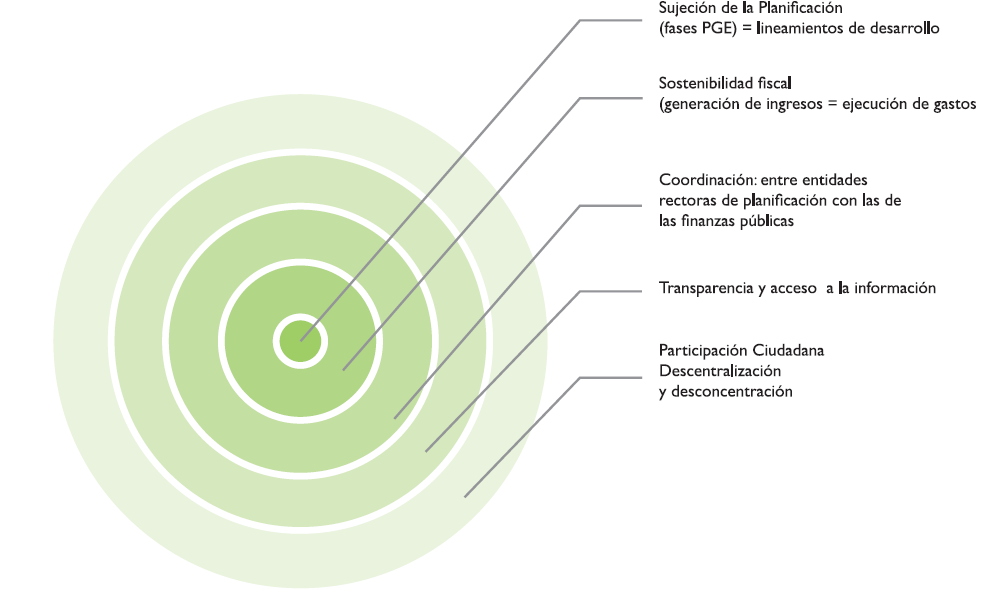 Sujeción de la Planificación
(fases PGE) = lineamientos de desarrollo
Sostenibilidad fiscal
(generación de ingresos = ejecución de gastos
Coordinación: entre entidades
rectoras de planificación con las de
las finanzas públicas
Transparencia y acceso a la información
Participación Ciudadana
Descentralización
y desconcentración